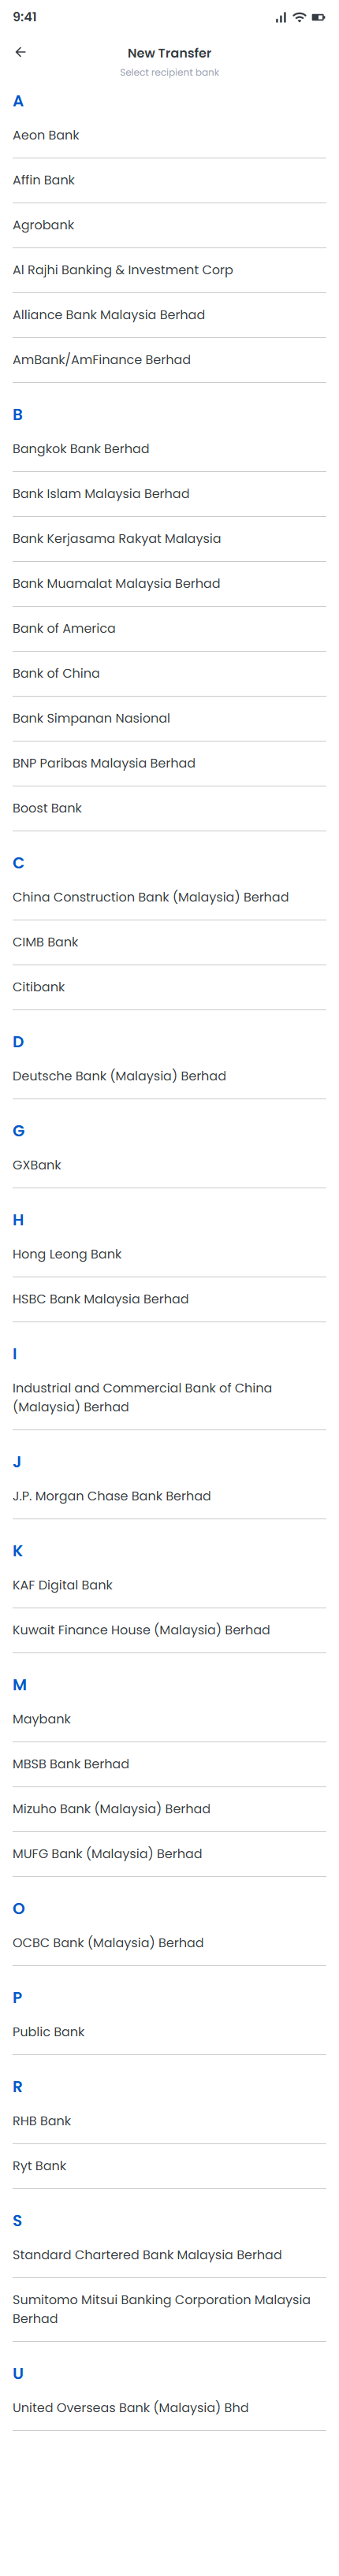 9:41
New Transfer
Select recipient bank
A
Aeon Bank
Affin Bank
Agrobank
Al Rajhi Banking & Investment Corp
Alliance Bank Malaysia Berhad
AmBank/AmFinance Berhad
B
Bangkok Bank Berhad
Bank Islam Malaysia Berhad
Bank Kerjasama Rakyat Malaysia
Bank Muamalat Malaysia Berhad
Bank of America
Bank of China
Bank Simpanan Nasional
BNP Paribas Malaysia Berhad
Boost Bank
C
China Construction Bank (Malaysia) Berhad
CIMB Bank
Citibank
D
Deutsche Bank (Malaysia) Berhad
G
GXBank
H
Hong Leong Bank
HSBC Bank Malaysia Berhad
I
Industrial and Commercial Bank of China
(Malaysia) Berhad
J
J.P. Morgan Chase Bank Berhad
K
KAF Digital Bank
Kuwait Finance House (Malaysia) Berhad
M
Maybank
MBSB Bank Berhad
Mizuho Bank (Malaysia) Berhad
MUFG Bank (Malaysia) Berhad
O
OCBC Bank (Malaysia) Berhad
P
Public Bank
R
RHB Bank
Ryt Bank
S
Standard Chartered Bank Malaysia Berhad
Sumitomo Mitsui Banking Corporation Malaysia
Berhad
U
United Overseas Bank (Malaysia) Bhd